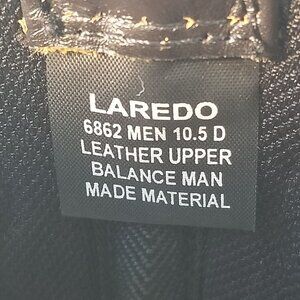 LAREDO
6862 MEN 10.5 D
LEATHER UPPER
BALANCE MAN
MADE MATERIAL